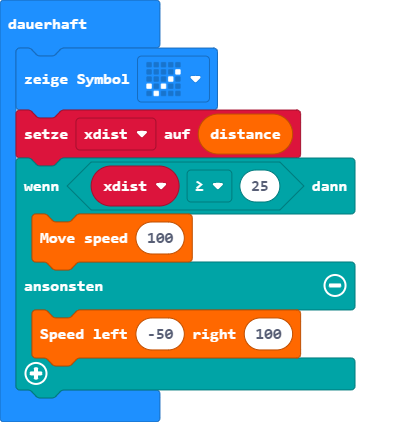 dauerhaft
zeige Symbol
setze xdist auf distance
wenn xdist ≥ 25 dann
Move speed 100
ansonsten
Speed left -50 right 100